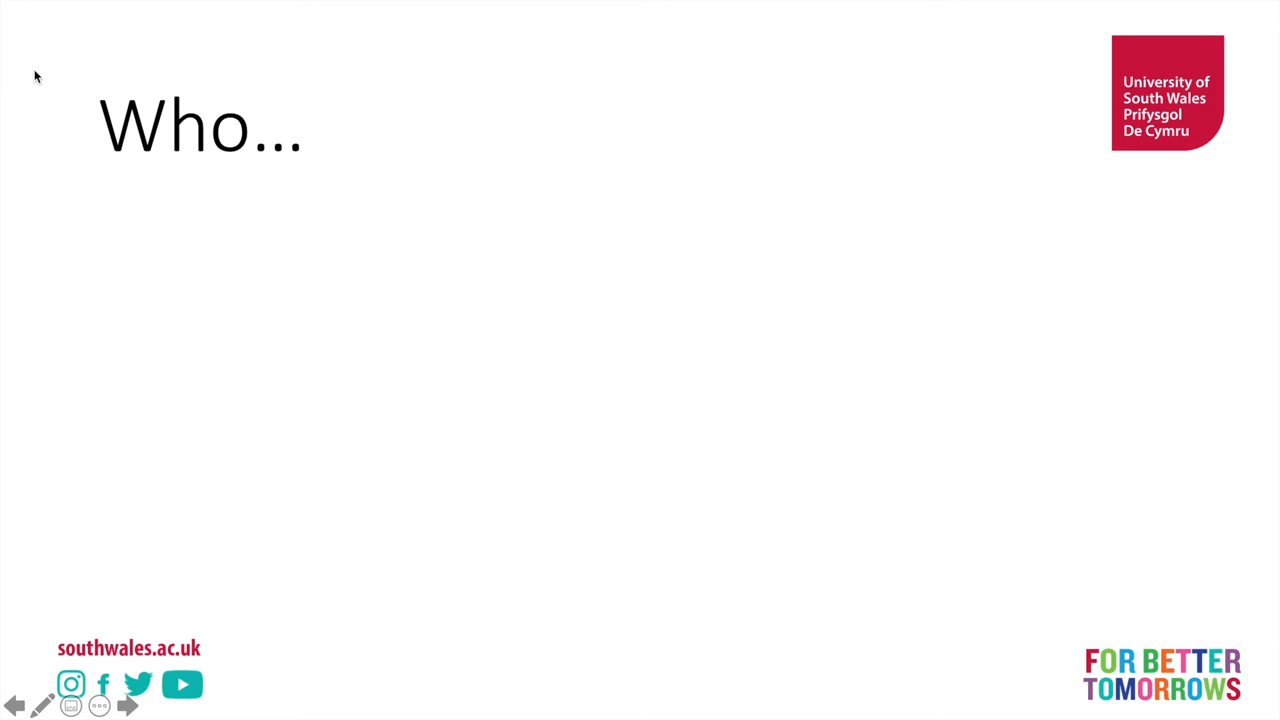 Who...
University of
South Wales
Prifysgol
De Cymru
southwales.ac.uk
FOR BETTER
TOMORROWS